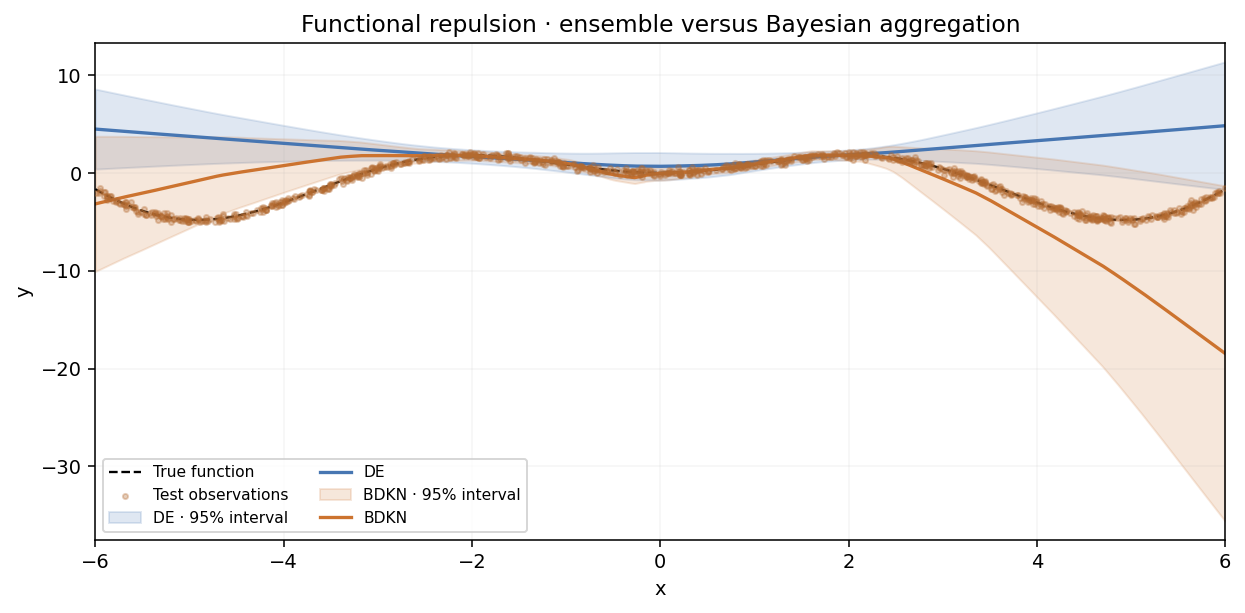 Functional repulsion · ensemble versus Bayesian aggregation
10
0
−10
−20
−30
y
−6
−4
−2
0
2
4
6
x
True function
Test observations
DE · 95% interval
DE
BDKN · 95% interval
BDKN